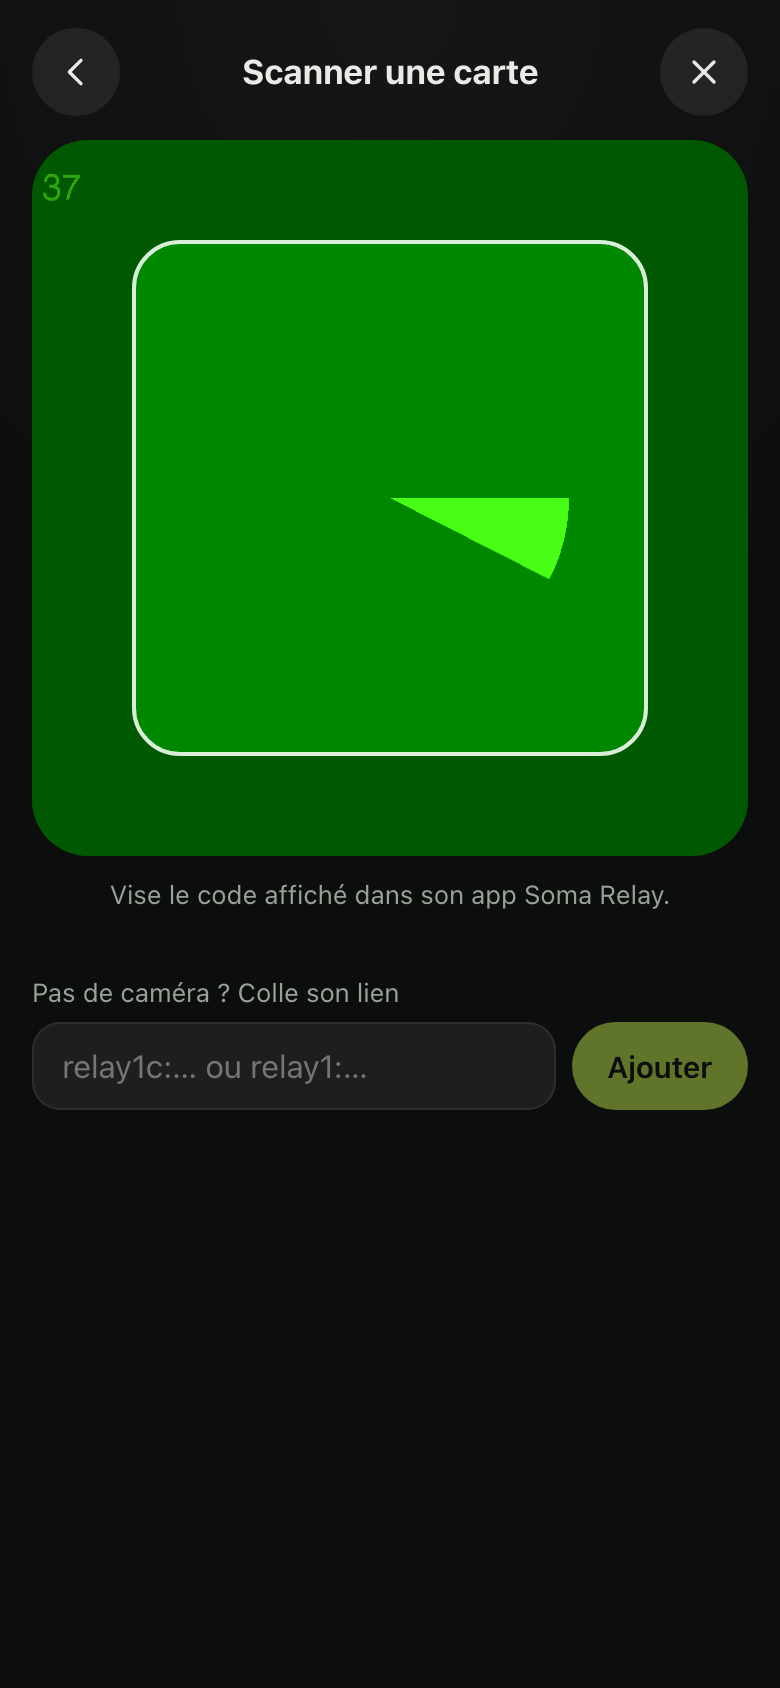 Scanner une carte
37
Vise le code affiché dans son app Soma Relay.
Pas de caméra ? Colle son lien
relay1c:... ou relay1:...
Ajouter